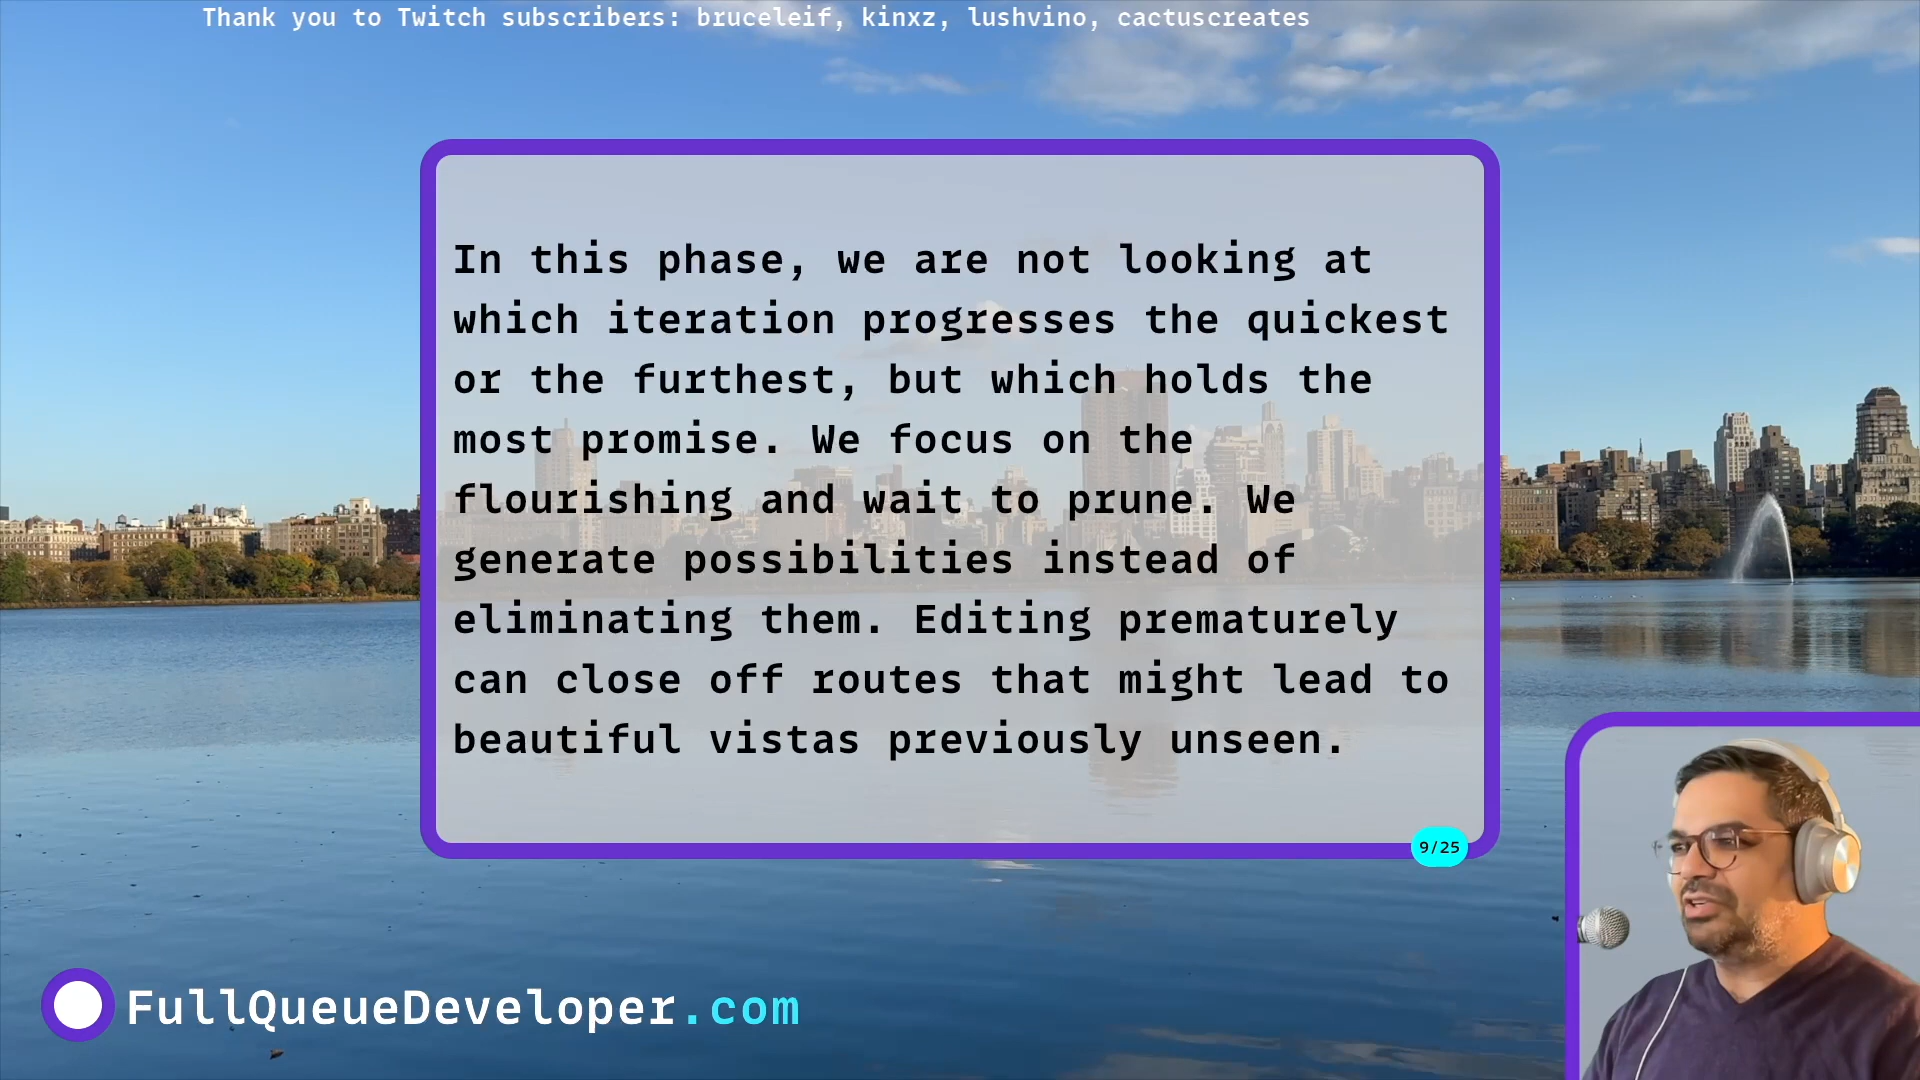 Thank you to Twitch subscribers: bruceleif, kinxz, lushvino, cactuscreates
In this phase, we are not looking at
which iteration progresses the quickest
or the furthest, but which holds the
most promise. We focus on the
flourishing and wait to prune. We
generate possibilities instead of
eliminating them. Editing prematurely
can close off routes that might lead to
beautiful vistas previously unseen.
9/25
FullQueueDeveloper.com